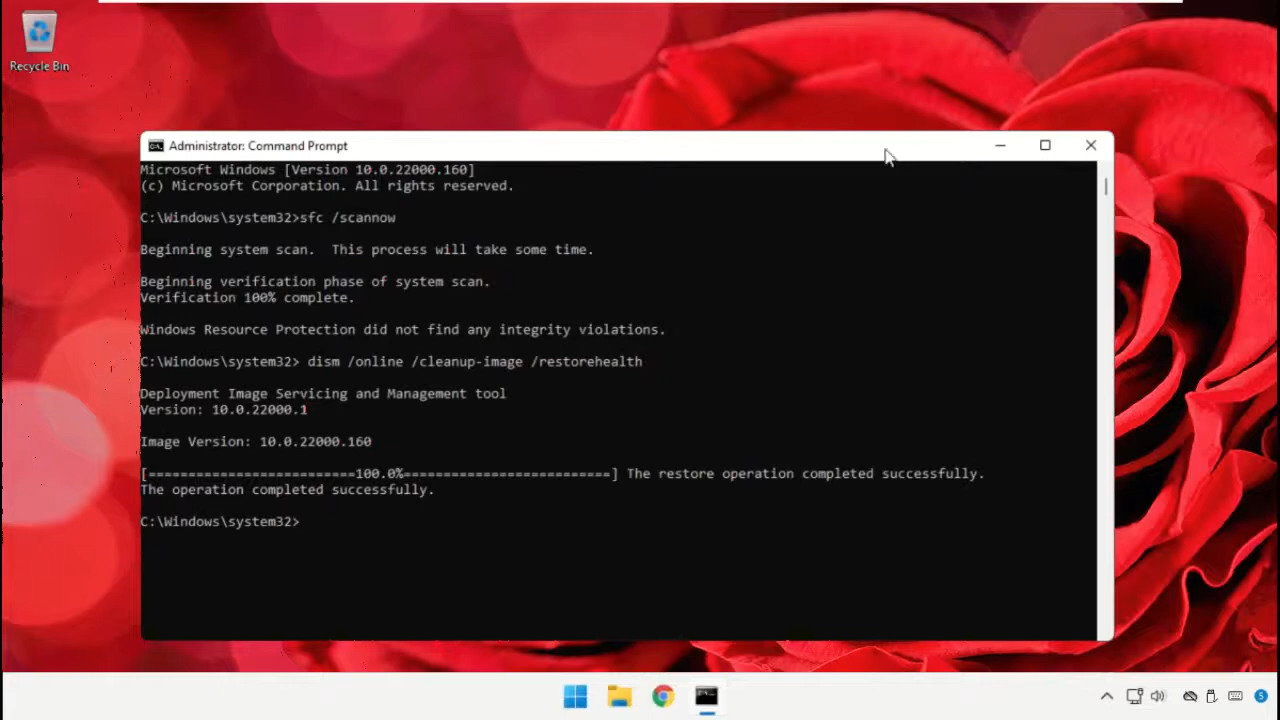 Recycle Bin
Administrator: Command Prompt
Microsoft Windows [Version 10.0.22000.160]
(c) Microsoft Corporation. All rights reserved.
C:\Windows\system32>sfc /scannow
Beginning system scan.  This process will take some time.
Beginning verification phase of system scan.
Verification 100% complete.
Windows Resource Protection did not find any integrity violations.
C:\Windows\system32> dism /online /cleanup-image /restorehealth
Deployment Image Servicing and Management tool
Version: 10.0.22000.1
Image Version: 10.0.22000.160
[==========================100.0%==========================] The restore operation completed successfully.
The operation completed successfully.
C:\Windows\system32>
5